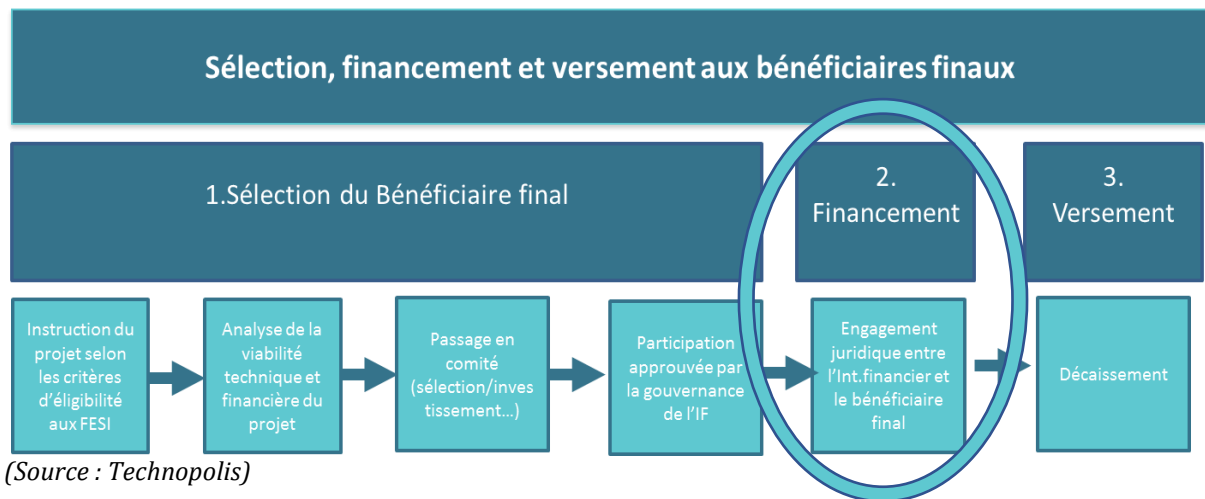 Sélection, financement et versement aux bénéficiaires finaux
1.Sélection du Bénéficiaire final
2.
Financement
3.
Versement
Instruction du
projet selon
les critères
d'éligibilité
aux FESI
Analyse de la
viabilité
technique et
financière du
projet
Passage en
comité
(sélection/inves
tissement...)
Participation
approuvée par
la gouvernance
de l'IF
Engagement
juridique entre
l'Int.financier et
le bénéficiaire
final
Décaissement
(Source : Technopolis)